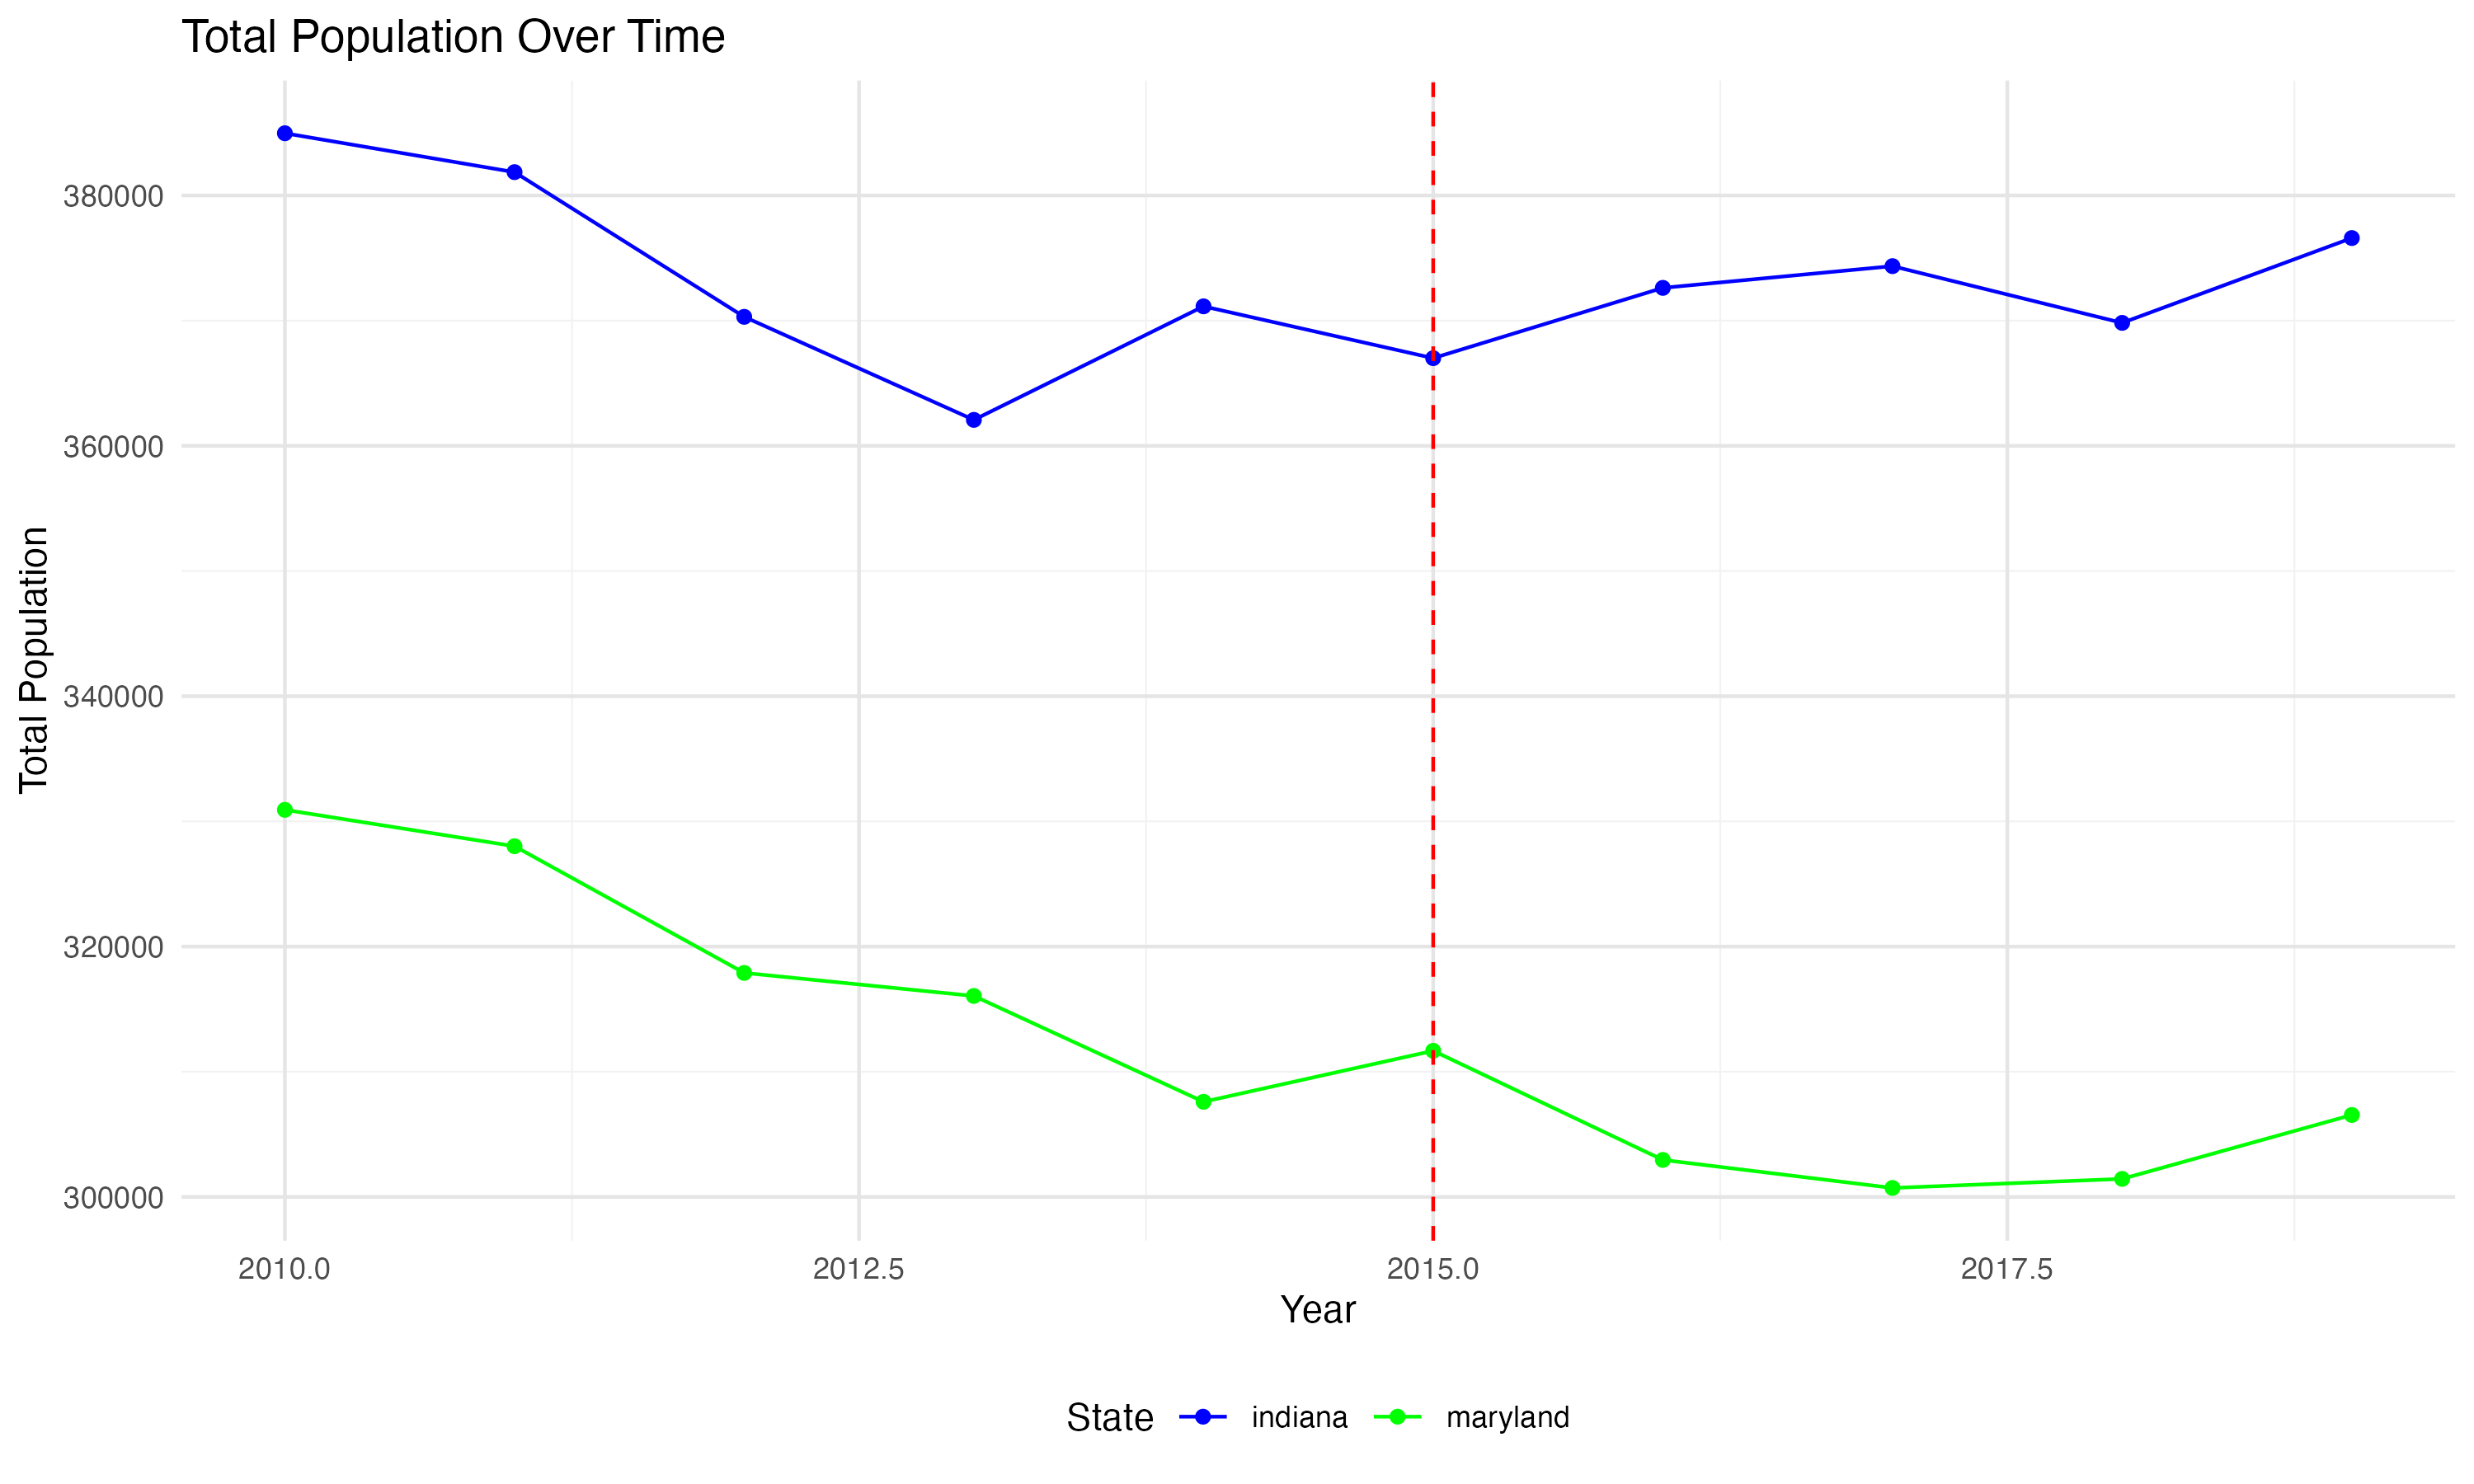 Total Population Over Time
380000
360000
340000
320000
300000
Total Population
2010.0 2012.5 2015.0 2017.5
Year
State indiana maryland